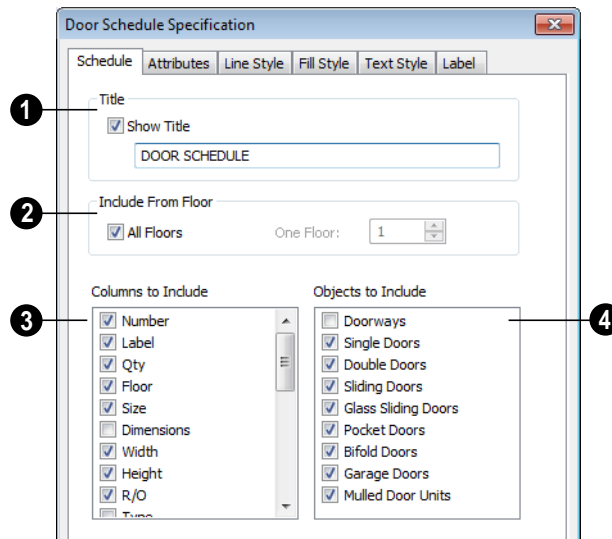 Door Schedule Specification
Schedule Attributes Line Style Fill Style Text Style Label
1
Title
Show Title
DOOR SCHEDULE
2
Include From Floor
All Floors One Floor: 1
Columns to Include
3
Number
Label
Qty
Floor
Size
Dimensions
Width
Height
R/O
Type
Objects to Include
4
Doorways
Single Doors
Double Doors
Sliding Doors
Glass Sliding Doors
Pocket Doors
Bifold Doors
Garage Doors
Mulled Door Units